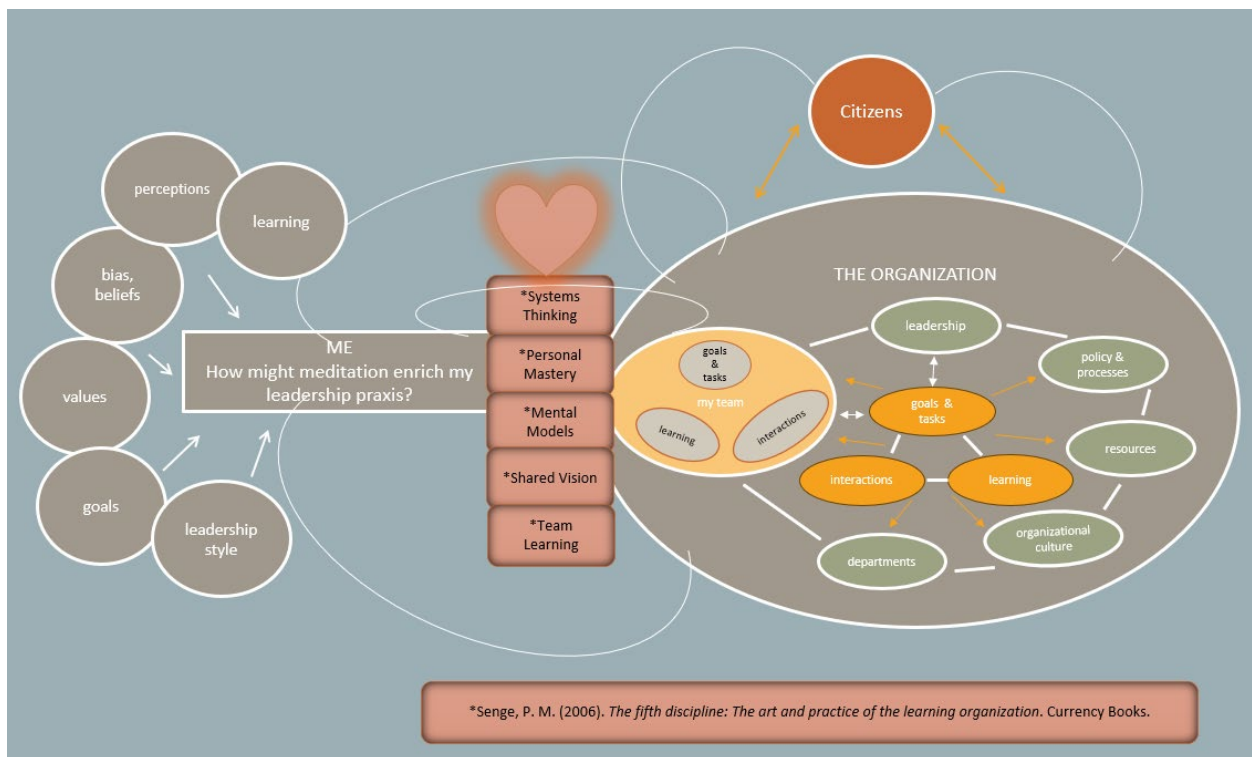 Citizens
perceptions
learning
bias,
beliefs
values
goals
leadership
style
ME
How might meditation enrich my
leadership praxis?
*Systems
Thinking
*Personal
Mastery
*Mental
Models
*Shared Vision
*Team
Learning
THE ORGANIZATION
goals
&
tasks
my team
learning
interactions
leadership
policy &
processes
goals &
tasks
resources
interactions
learning
organizational
culture
departments
*Senge, P. M. (2006). The fifth discipline: The art and practice of the learning organization. Currency Books.